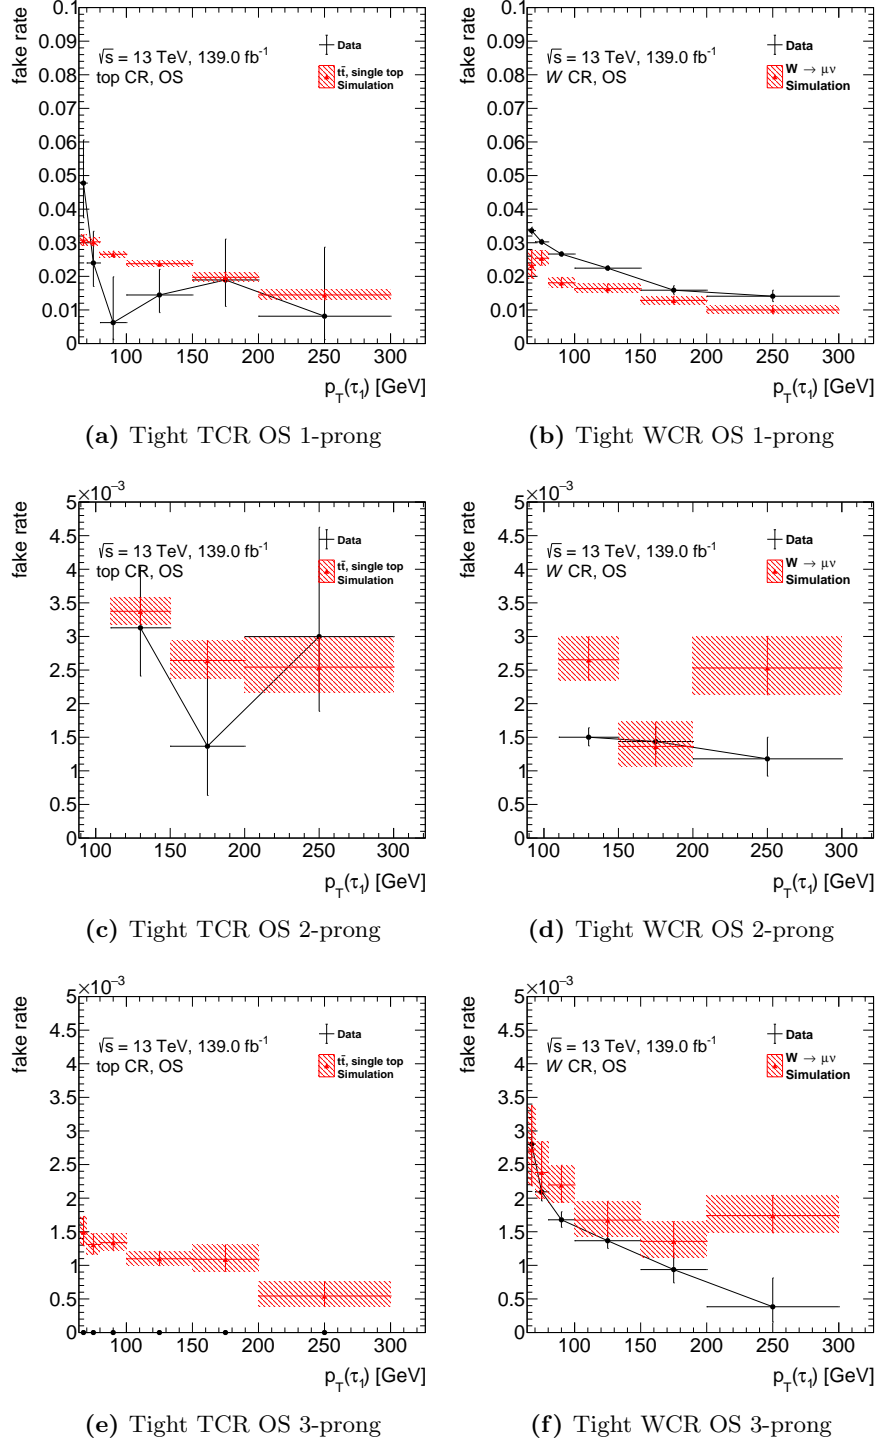 fake rate
0.1
0.09
0.08
0.07
0.06
0.05
0.04
0.03
0.02
0.01
0
√s = 13 TeV, 139.0 fb⁻¹
top CR, OS
Data
tt̄, single top
Simulation
100 150 200 250 300
p_T(τ₁) [GeV]
(a) Tight TCR OS 1-prong
fake rate
0.1
0.09
0.08
0.07
0.06
0.05
0.04
0.03
0.02
0.01
0
√s = 13 TeV, 139.0 fb⁻¹
W CR, OS
Data
W → μν
Simulation
100 150 200 250 300
p_T(τ₁) [GeV]
(b) Tight WCR OS 1-prong
fake rate
×10⁻³
5
4.5
4
3.5
3
2.5
2
1.5
1
0.5
0
√s = 13 TeV, 139.0 fb⁻¹
top CR, OS
Data
tt̄, single top
Simulation
100 150 200 250 300
p_T(τ₁) [GeV]
(c) Tight TCR OS 2-prong
fake rate
×10⁻³
5
4.5
4
3.5
3
2.5
2
1.5
1
0.5
0
√s = 13 TeV, 139.0 fb⁻¹
W CR, OS
Data
W → μν
Simulation
100 150 200 250 300
p_T(τ₁) [GeV]
(d) Tight WCR OS 2-prong
fake rate
×10⁻³
5
4.5
4
3.5
3
2.5
2
1.5
1
0.5
0
√s = 13 TeV, 139.0 fb⁻¹
top CR, OS
Data
tt̄, single top
Simulation
100 150 200 250 300
p_T(τ₁) [GeV]
(e) Tight TCR OS 3-prong
fake rate
×10⁻³
5
4.5
4
3.5
3
2.5
2
1.5
1
0.5
0
√s = 13 TeV, 139.0 fb⁻¹
W CR, OS
Data
W → μν
Simulation
100 150 200 250 300
p_T(τ₁) [GeV]
(f) Tight WCR OS 3-prong